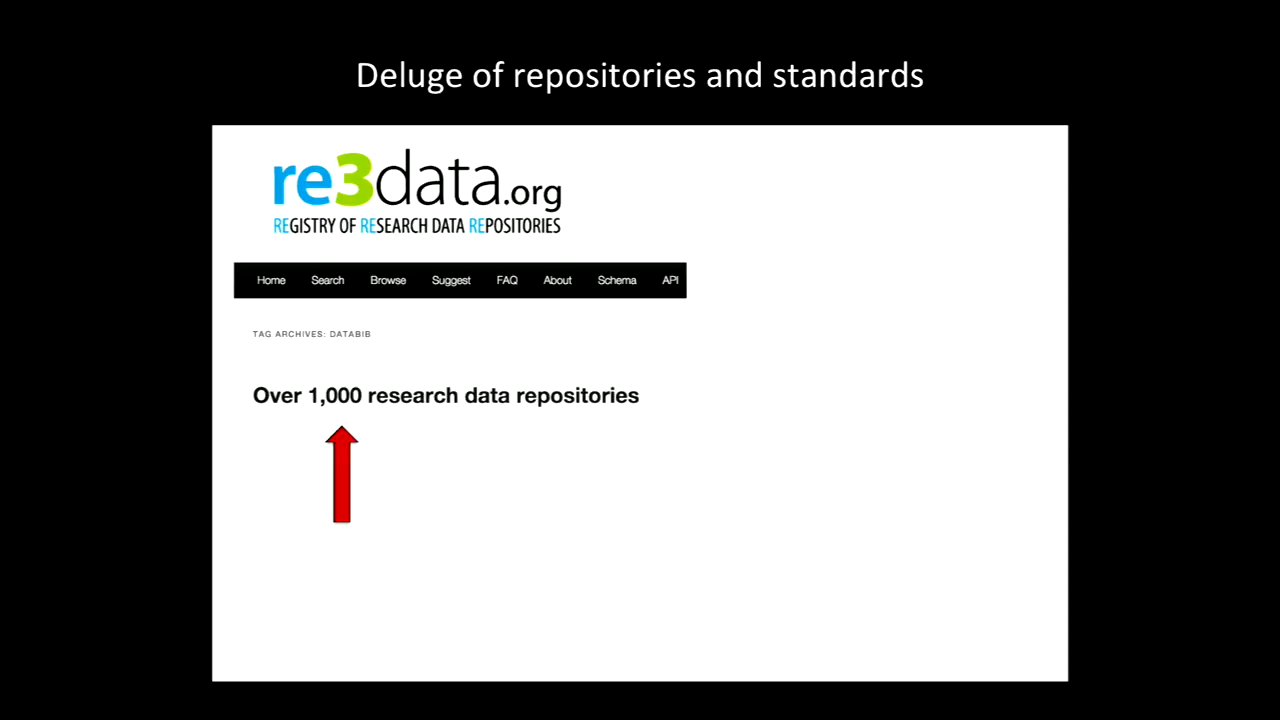 Deluge of repositories and standards
re3data.org
REGISTRY OF RESEARCH DATA REPOSITORIES
Home Search Browse Suggest FAQ About Schema API
TAG ARCHIVES: DATABIB
Over 1,000 research data repositories